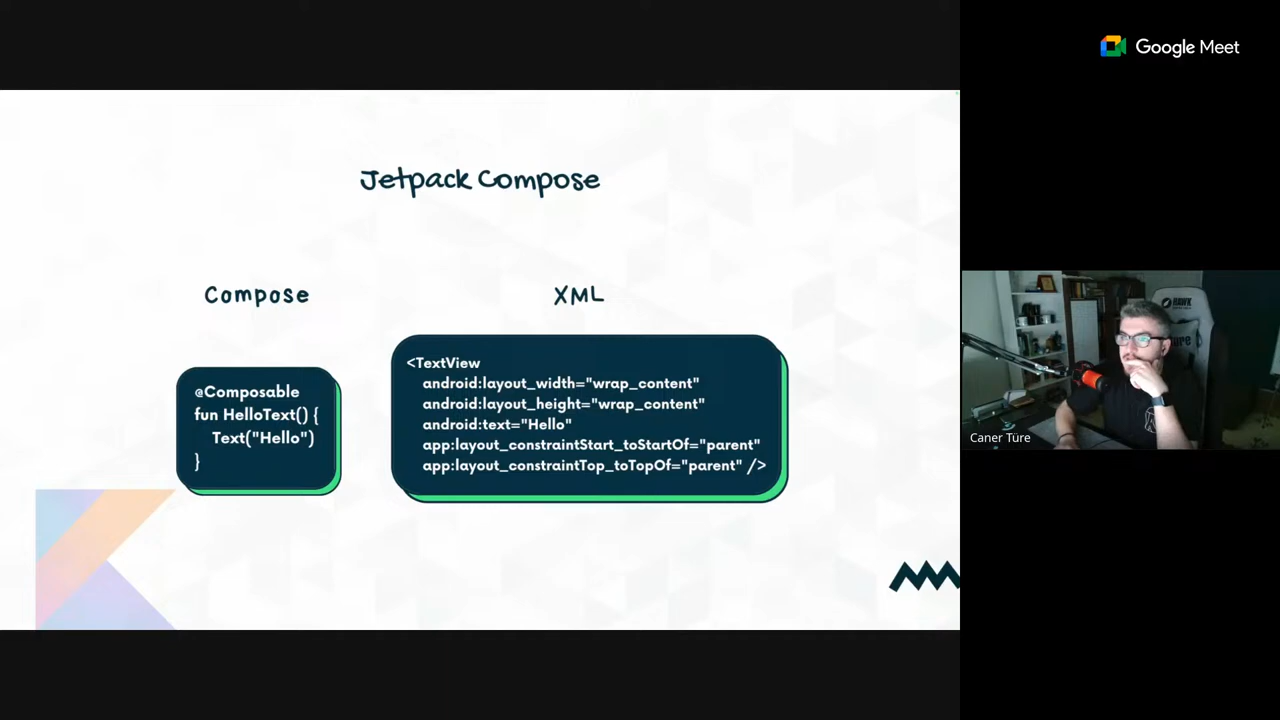 Google Meet
Jetpack Compose
Compose
XML
@Composable
fun HelloText() {
Text("Hello")
}
<TextView
android:layout_width="wrap_content"
android:layout_height="wrap_content"
android:text="Hello"
app:layout_constraintStart_toStartOf="parent"
app:layout_constraintTop_toTopOf="parent" />
HAWK
Caner Türe